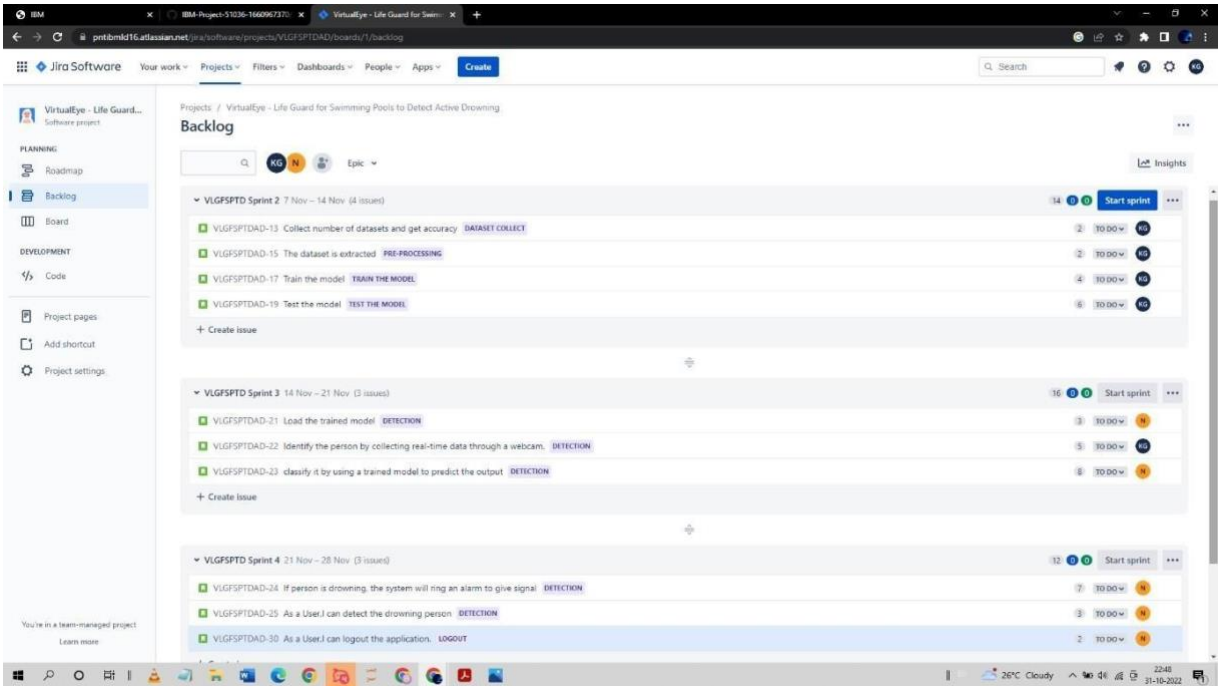 IBM
IBM-Project-51036-1660967370
VirtualEye - Life Guard for Swim
pntibmld16.atlassian.net/jira/software/projects/VLGFSPTDAD/boards/1/backlog
Jira Software Your work Projects Filters Dashboards People Apps Create Search KG
VirtualEye - Life Guard...
Software project
PLANNING
Roadmap
Backlog
Board
DEVELOPMENT
Code
Project pages
Add shortcut
Project settings
You're in a team-managed project
Learn more
Projects / VirtualEye - Life Guard for Swimming Pools to Detect Active Drowning
Backlog
KG N Epic Insights
VLGFSPTD Sprint 2 7 Nov – 14 Nov (4 issues) 14 0 0 Start sprint
VLGFSPTDAD-13 Collect number of datasets and get accuracy DATASET COLLECT 2 TO DO KG
VLGFSPTDAD-15 The dataset is extracted PRE-PROCESSING 2 TO DO KG
VLGFSPTDAD-17 Train the model TRAIN THE MODEL 4 TO DO KG
VLGFSPTDAD-19 Test the model TEST THE MODEL 6 TO DO KG
+ Create issue
VLGFSPTD Sprint 3 14 Nov – 21 Nov (3 issues) 16 0 0 Start sprint
VLGFSPTDAD-21 Load the trained model DETECTION 3 TO DO N
VLGFSPTDAD-22 Identify the person by collecting real-time data through a webcam. DETECTION 5 TO DO KG
VLGFSPTDAD-23 classify it by using a trained model to predict the output DETECTION 8 TO DO N
+ Create issue
VLGFSPTD Sprint 4 21 Nov – 28 Nov (3 issues) 12 0 0 Start sprint
VLGFSPTDAD-24 If person is drowning, the system will ring an alarm to give signal DETECTION 7 TO DO N
VLGFSPTDAD-25 As a User,I can detect the drowning person DETECTION 3 TO DO N
VLGFSPTDAD-30 As a User,I can logout the application. LOGOUT 2 TO DO N
26°C Cloudy
22:48
31-10-2022